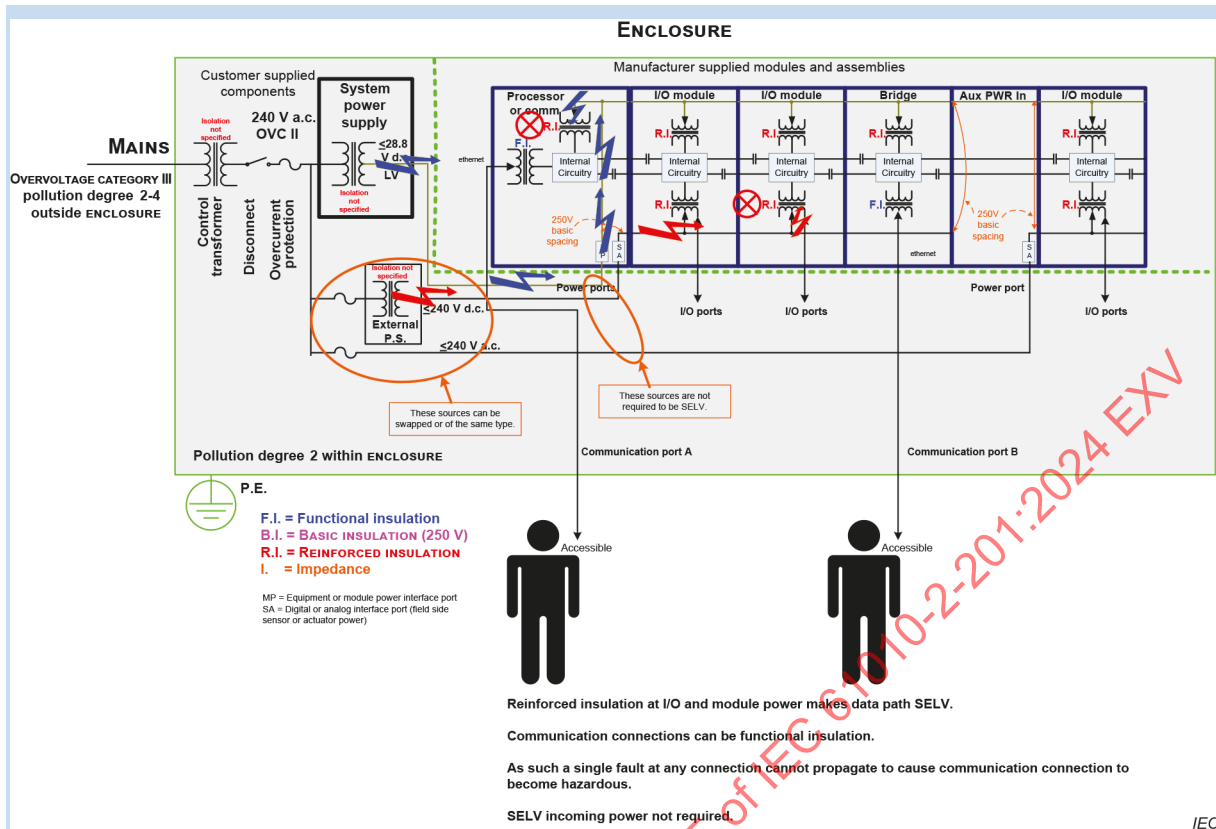 ENCLOSURE
Customer supplied
components
Manufacturer supplied modules and assemblies
System
power
supply
Processor
or comm
I/O module
I/O module
Bridge
Aux PWR In
I/O module
Isolation
not
specified
240 V a.c.
OVC II
R.I.
R.I.
R.I.
R.I.
R.I.
F.I.
MAINS
≤28.8
V d.
LV
ethernet
Internal
Circuitry
Internal
Circuitry
Internal
Circuitry
Internal
Circuitry
Internal
Circuitry
OVERVOLTAGE CATEGORY III
pollution degree 2-4
outside ENCLOSURE
Isolation
not
specified
R.I.
R.I.
F.I.
R.I.
Control
transformer
Disconnect
Overcurrent
protection
250V
basic
spacing
250V
basic
spacing
P
S
A
ethernet
S
A
Isolation not
specified
Power ports
Power port
External
P.S.
≤240 V d.c.
I/O ports
I/O ports
I/O ports
≤240 V a.c.
These sources can be
swapped or of the same type.
These sources are not
required to be SELV.
Pollution degree 2 within ENCLOSURE
Communication port A
Communication port B
P.E.
F.I. = Functional insulation
B.I. = BASIC INSULATION (250 V)
R.I. = REINFORCED INSULATION
I. = Impedance
Accessible
Accessible
MP = Equipment or module power interface port
SA = Digital or analog interface port (field side
sensor or actuator power)
Reinforced insulation at I/O and module power makes data path SELV.
Communication connections can be functional insulation.
As such a single fault at any connection cannot propagate to cause communication connection to
become hazardous.
SELV incoming power not required.
IEC
of IEC 61010-2-201:2024 EXV